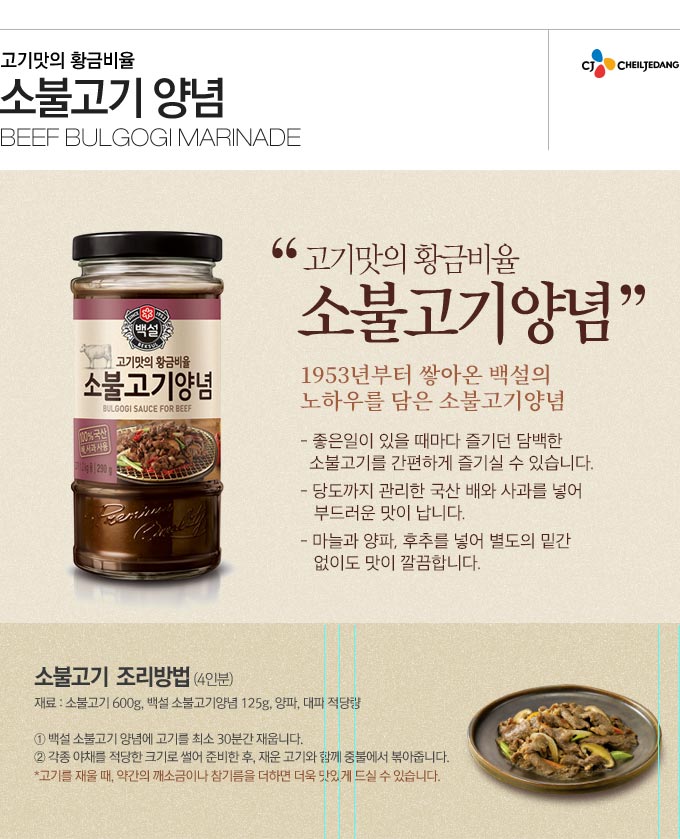 고기맛의 황금비율
소불고기 양념
BEEF BULGOGI MARINADE
CJ CHEILJEDANG
“고기맛의 황금비율
소불고기양념”
1953년부터 쌓아온 백설의
노하우를 담은 소불고기양념
- 좋은일이 있을 때마다 즐기던 담백한
소불고기를 간편하게 즐기실 수 있습니다.
- 당도까지 관리한 국산 배와 사과를 넣어
부드러운 맛이 납니다.
- 마늘과 양파, 후추를 넣어 별도의 밑간
없이도 맛이 깔끔합니다.
SINCE 1953
백설
BEKSUL
고기맛의 황금비율
소불고기양념
BULGOGI SAUCE FOR BEEF
100% 국산
배,사과 사용
290 g
Premium
소불고기 조리방법 (4인분)
재료 : 소불고기 600g, 백설 소불고기양념 125g, 양파, 대파 적당량
① 백설 소불고기 양념에 고기를 최소 30분간 재웁니다.
② 각종 야채를 적당한 크기로 썰어 준비한 후, 재운 고기와 함께 중불에서 볶아줍니다.
*고기를 재울 때, 약간의 깨소금이나 참기름을 더하면 더욱 맛있게 드실 수 있습니다.